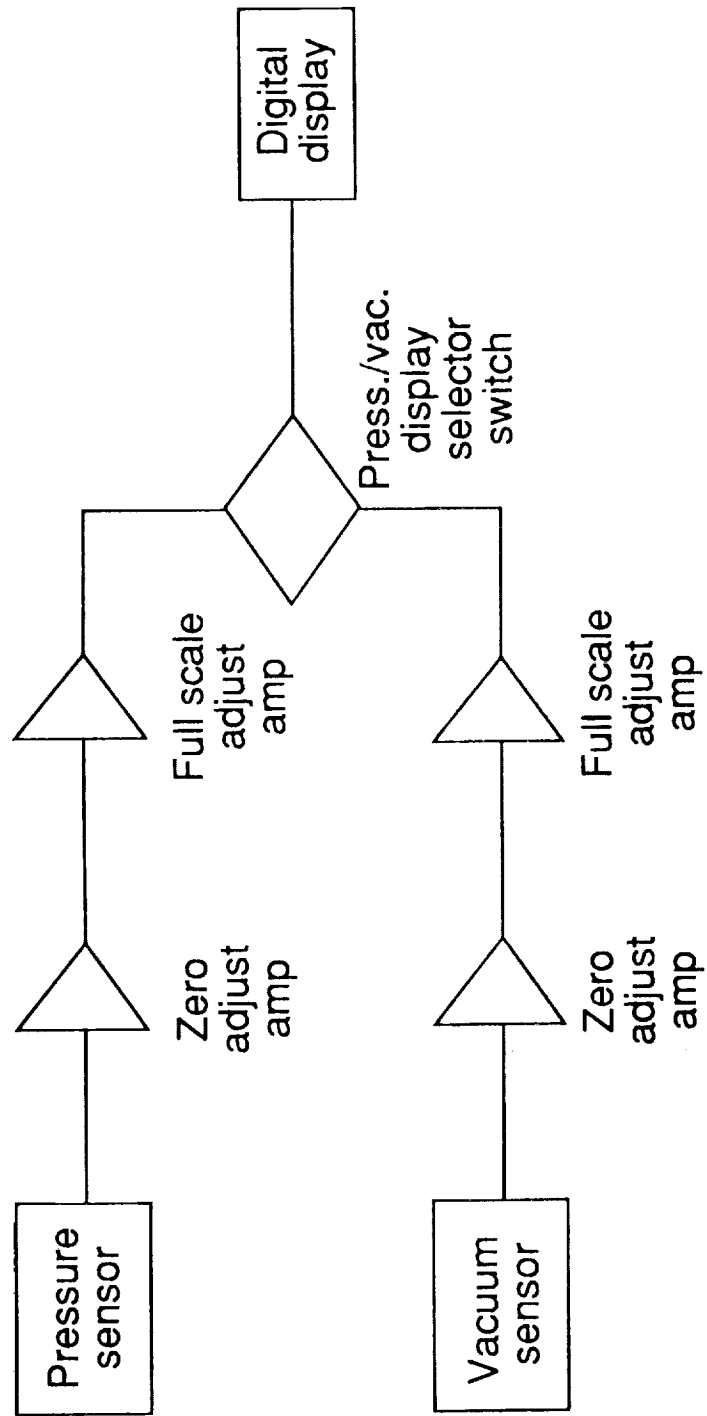 Pressure
sensor
Zero
adjust
amp
Full scale
adjust
amp
Press./vac.
display
selector
switch
Digital
display
Vacuum
sensor
Zero
adjust
amp
Full scale
adjust
amp